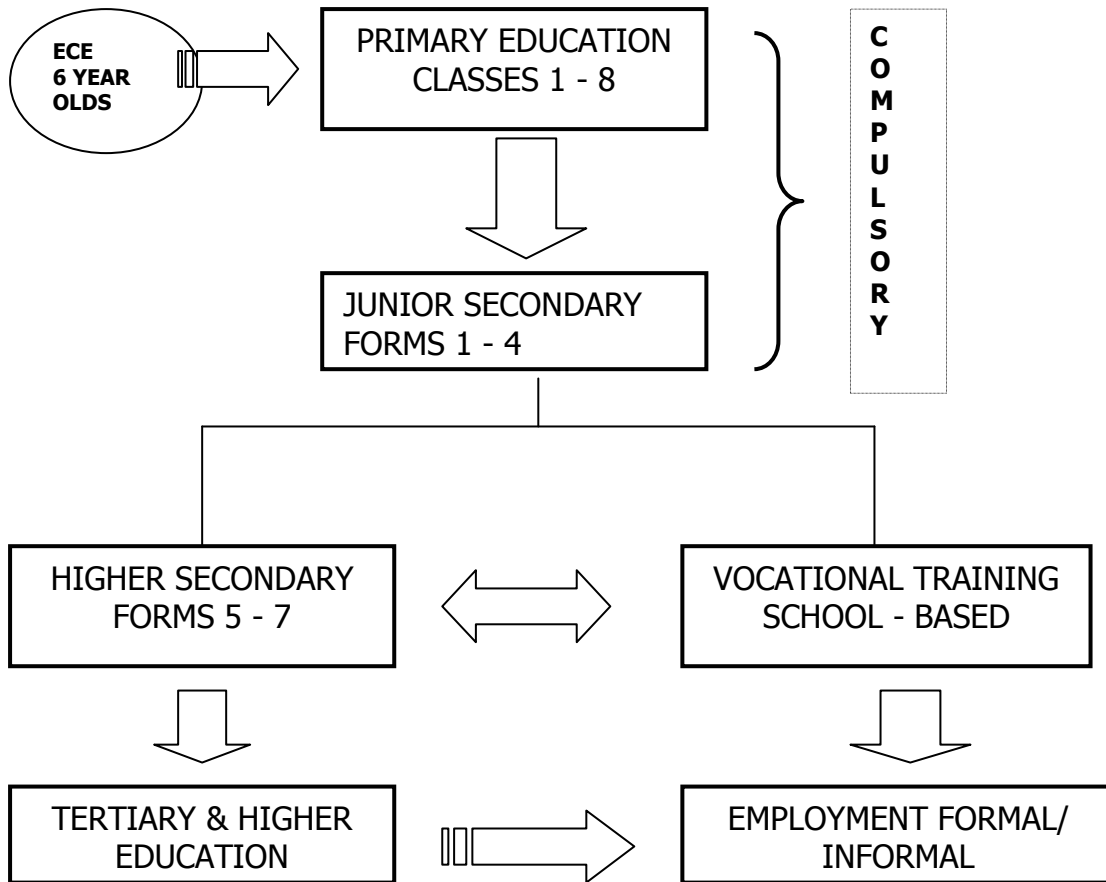 ECE
6 YEAR
OLDS
PRIMARY EDUCATION
CLASSES 1 - 8
C
O
M
P
U
L
S
O
R
Y
JUNIOR SECONDARY
FORMS 1 - 4
HIGHER SECONDARY
FORMS 5 - 7
VOCATIONAL TRAINING
SCHOOL - BASED
TERTIARY & HIGHER
EDUCATION
EMPLOYMENT FORMAL/
INFORMAL